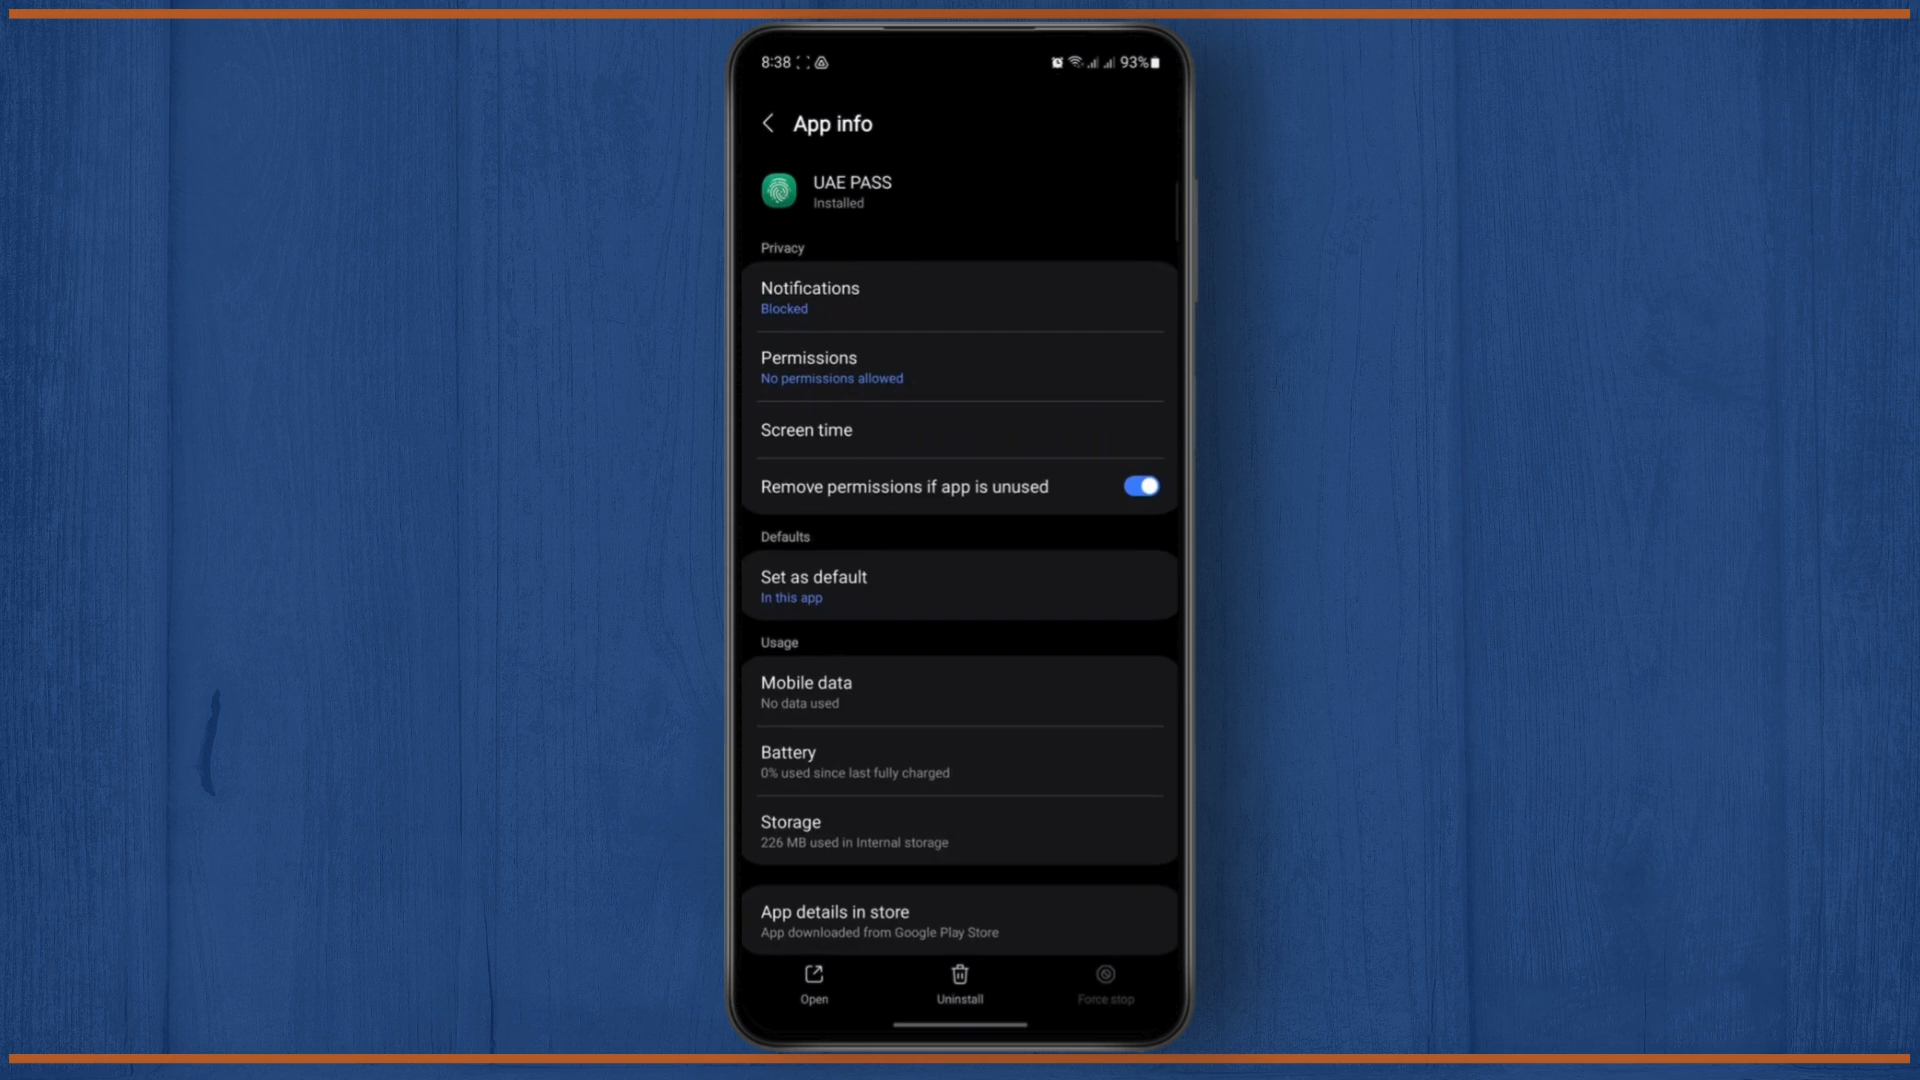 8:38
93%
App info
UAE PASS
Installed
Privacy
Notifications
Blocked
Permissions
No permissions allowed
Screen time
Remove permissions if app is unused
Defaults
Set as default
In this app
Usage
Mobile data
No data used
Battery
0% used since last fully charged
Storage
226 MB used in Internal storage
App details in store
App downloaded from Google Play Store
Open
Uninstall
Force stop